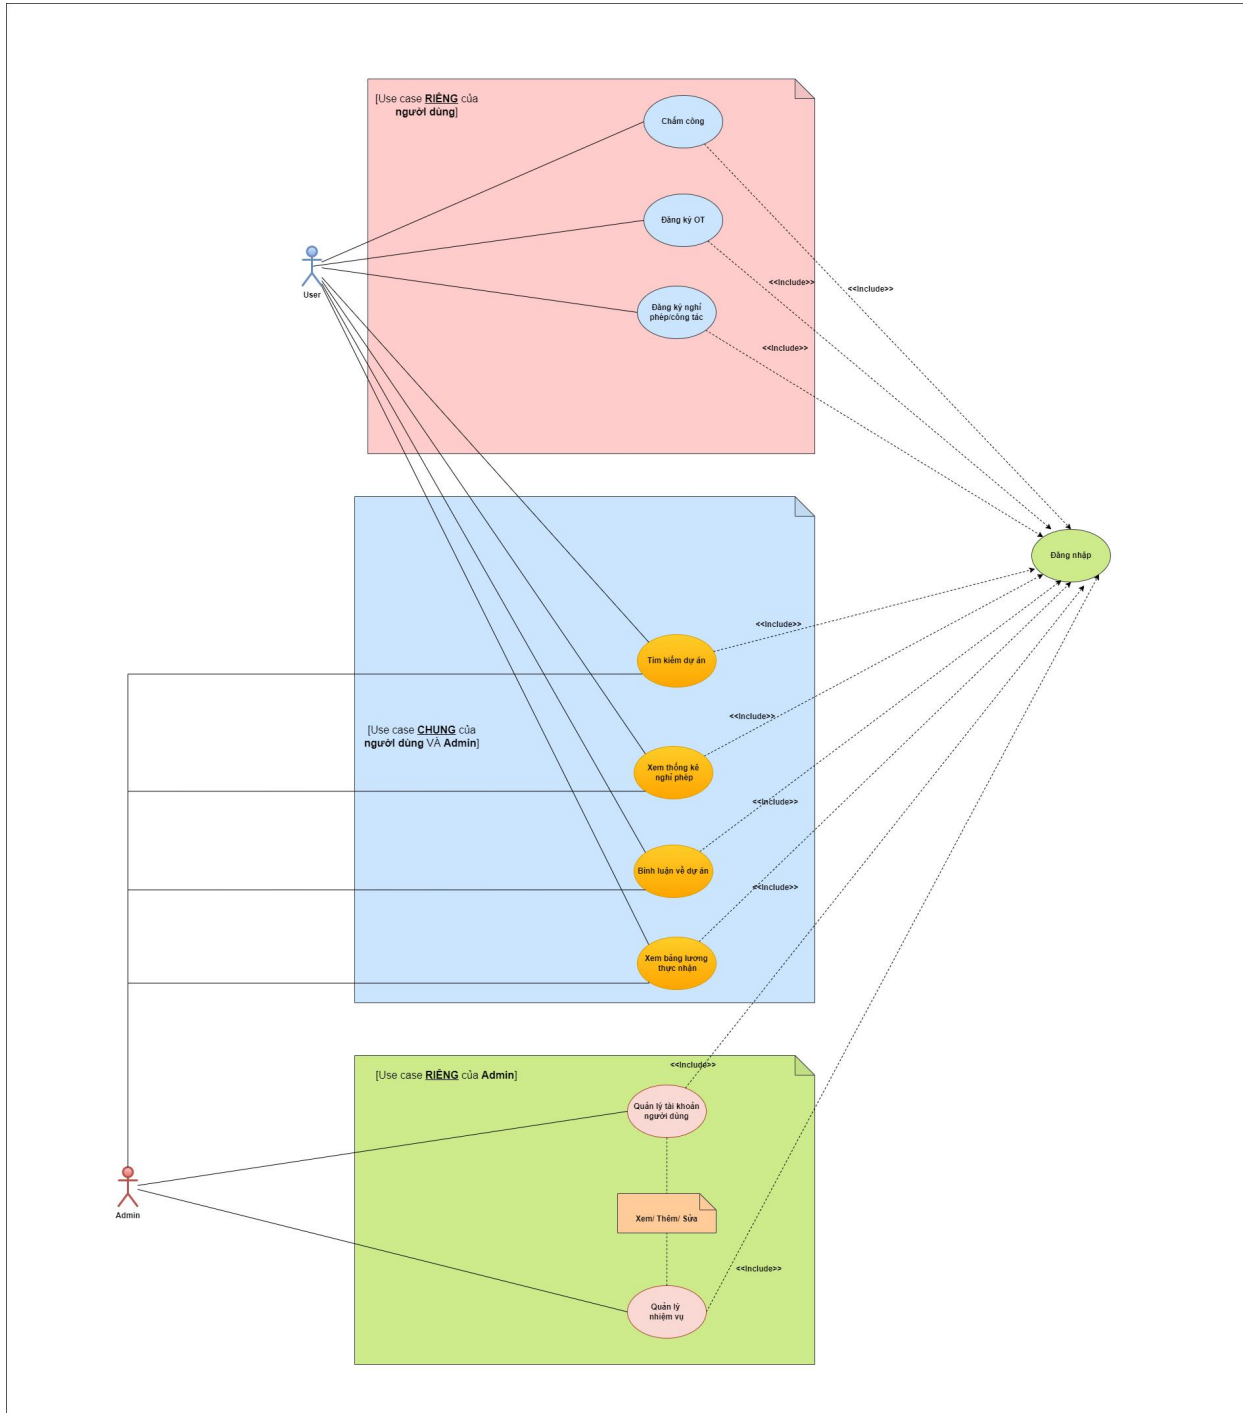 [Use case RIÊNG của
người dùng]
Chấm công
Đăng ký OT
<<Include>>
<<Include>>
User
Đăng ký nghỉ
phép/công tác
<<Include>>
Đăng nhập
<<Include>>
Tìm kiếm dự án
<<Include>>
[Use case CHUNG của
người dùng VÀ Admin]
Xem thống kê
nghỉ phép
<<Include>>
Bình luận về dự án
<<Include>>
Xem bảng lương
thực nhận
<<Include>>
[Use case RIÊNG của Admin]
Quản lý tài khoản
người dùng
Admin
Xem/ Thêm/ Sửa
<<Include>>
Quản lý
nhiệm vụ